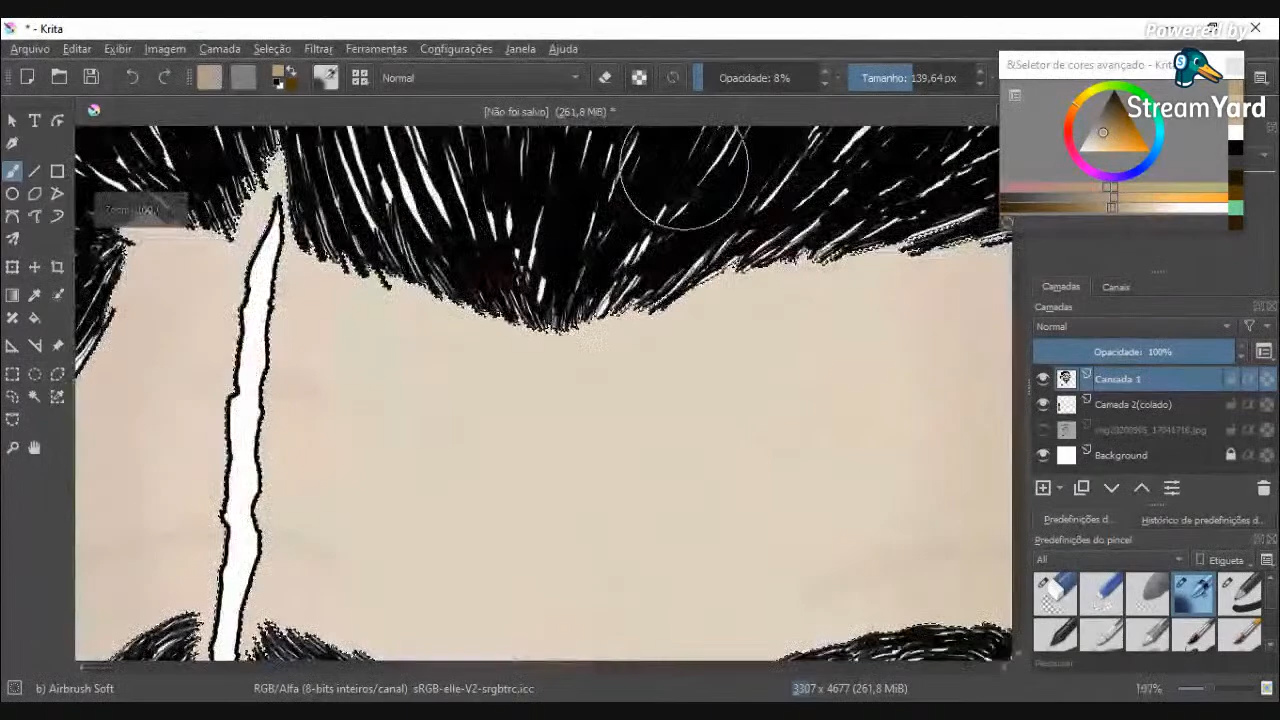 * - Krita
Powered by
Arquivo Editar Exibir Imagem Camada Seleção Filtrar Ferramentas Configurações Janela Ajuda
&Seletor de cores avançado - Krita
Normal
Opacidade: 8%
Tamanho: 139,64 px
StreamYard
[Não foi salvo] (261,8 MiB) *
Camadas Canais
Camadas
Normal
Opacidade: 100%
Camada 1
Camada 2(colado)
Background
Predefinições d... Histórico de predefinições d...
Predefinições do pincel
All
Etiqueta
Pesquisar
b) Airbrush Soft
RGB/Alfa (8-bits inteiros/canal) sRGB-elle-V2-srgbtrc.icc
3307 x 4677 (261,8 MiB)